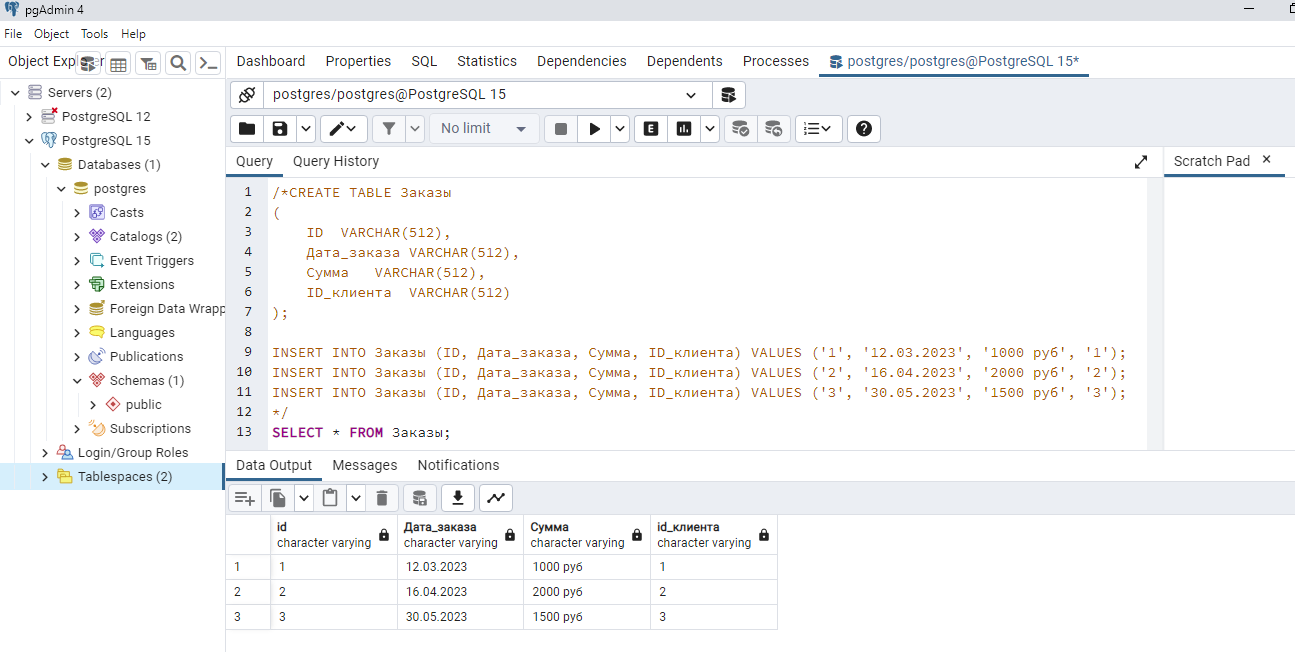 pgAdmin 4
File Object Tools Help
Object Explorer
Dashboard Properties SQL Statistics Dependencies Dependents Processes postgres/postgres@PostgreSQL 15*
Servers (2)
PostgreSQL 12
PostgreSQL 15
Databases (1)
postgres
Casts
Catalogs (2)
Event Triggers
Extensions
Foreign Data Wrapp
Languages
Publications
Schemas (1)
public
Subscriptions
Login/Group Roles
Tablespaces (2)
postgres/postgres@PostgreSQL 15
No limit
E
Query Query History
Scratch Pad
1 /*CREATE TABLE Заказы
2 (
3 ID VARCHAR(512),
4 Дата_заказа VARCHAR(512),
5 Сумма VARCHAR(512),
6 ID_клиента VARCHAR(512)
7 );
8
9 INSERT INTO Заказы (ID, Дата_заказа, Сумма, ID_клиента) VALUES ('1', '12.03.2023', '1000 руб', '1');
10 INSERT INTO Заказы (ID, Дата_заказа, Сумма, ID_клиента) VALUES ('2', '16.04.2023', '2000 руб', '2');
11 INSERT INTO Заказы (ID, Дата_заказа, Сумма, ID_клиента) VALUES ('3', '30.05.2023', '1500 руб', '3');
12 */
13 SELECT * FROM Заказы;
Data Output Messages Notifications
id Дата_заказа Сумма id_клиента
character varying character varying character varying character varying
1 1 12.03.2023 1000 руб 1
2 2 16.04.2023 2000 руб 2
3 3 30.05.2023 1500 руб 3